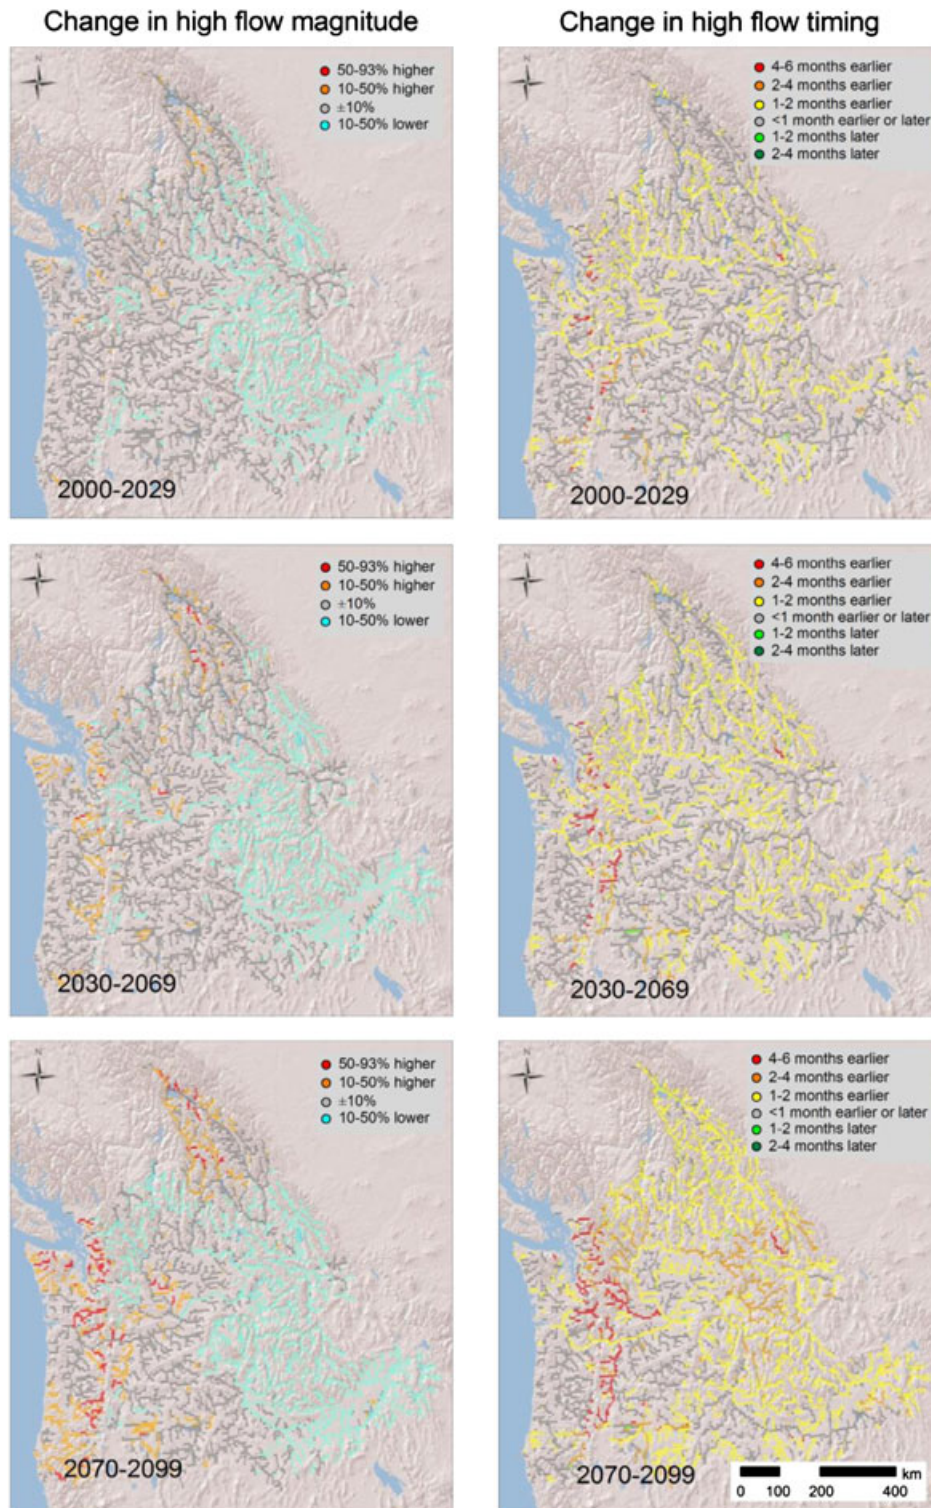 Change in high flow magnitude
Change in high flow timing
N
50-93% higher
10-50% higher
±10%
10-50% lower
2000-2029
N
4-6 months earlier
2-4 months earlier
1-2 months earlier
<1 month earlier or later
1-2 months later
2-4 months later
2000-2029
N
50-93% higher
10-50% higher
±10%
10-50% lower
2030-2069
N
4-6 months earlier
2-4 months earlier
1-2 months earlier
<1 month earlier or later
1-2 months later
2-4 months later
2030-2069
N
50-93% higher
10-50% higher
±10%
10-50% lower
2070-2099
N
4-6 months earlier
2-4 months earlier
1-2 months earlier
<1 month earlier or later
1-2 months later
2-4 months later
2070-2099
km
0 100 200 400